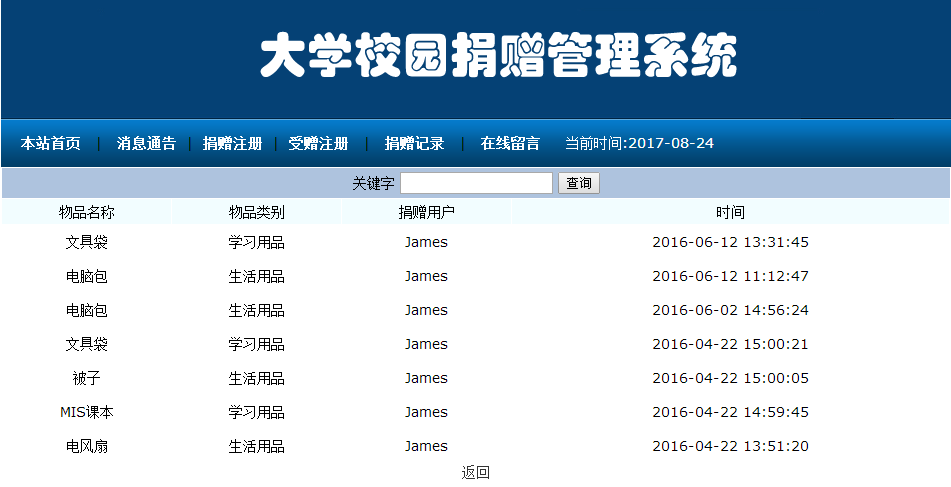 大学校园捐赠管理系统
本站首页 | 消息通告 | 捐赠注册 | 受赠注册 | 捐赠记录 | 在线留言 当前时间:2017-08-24
关键字 查询
物品名称 物品类别 捐赠用户 时间
文具袋 学习用品 James 2016-06-12 13:31:45
电脑包 生活用品 James 2016-06-12 11:12:47
电脑包 生活用品 James 2016-06-02 14:56:24
文具袋 学习用品 James 2016-04-22 15:00:21
被子 生活用品 James 2016-04-22 15:00:05
MIS课本 学习用品 James 2016-04-22 14:59:45
电风扇 生活用品 James 2016-04-22 13:51:20
返回